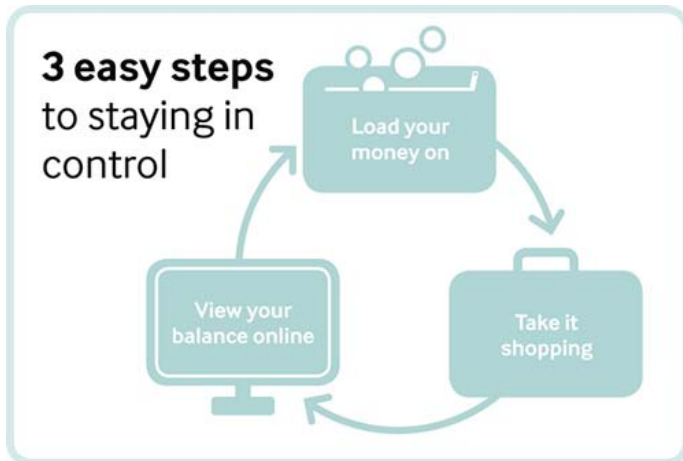 3 easy steps
to staying in
control
Load your
money on
Take it
shopping
View your
balance online